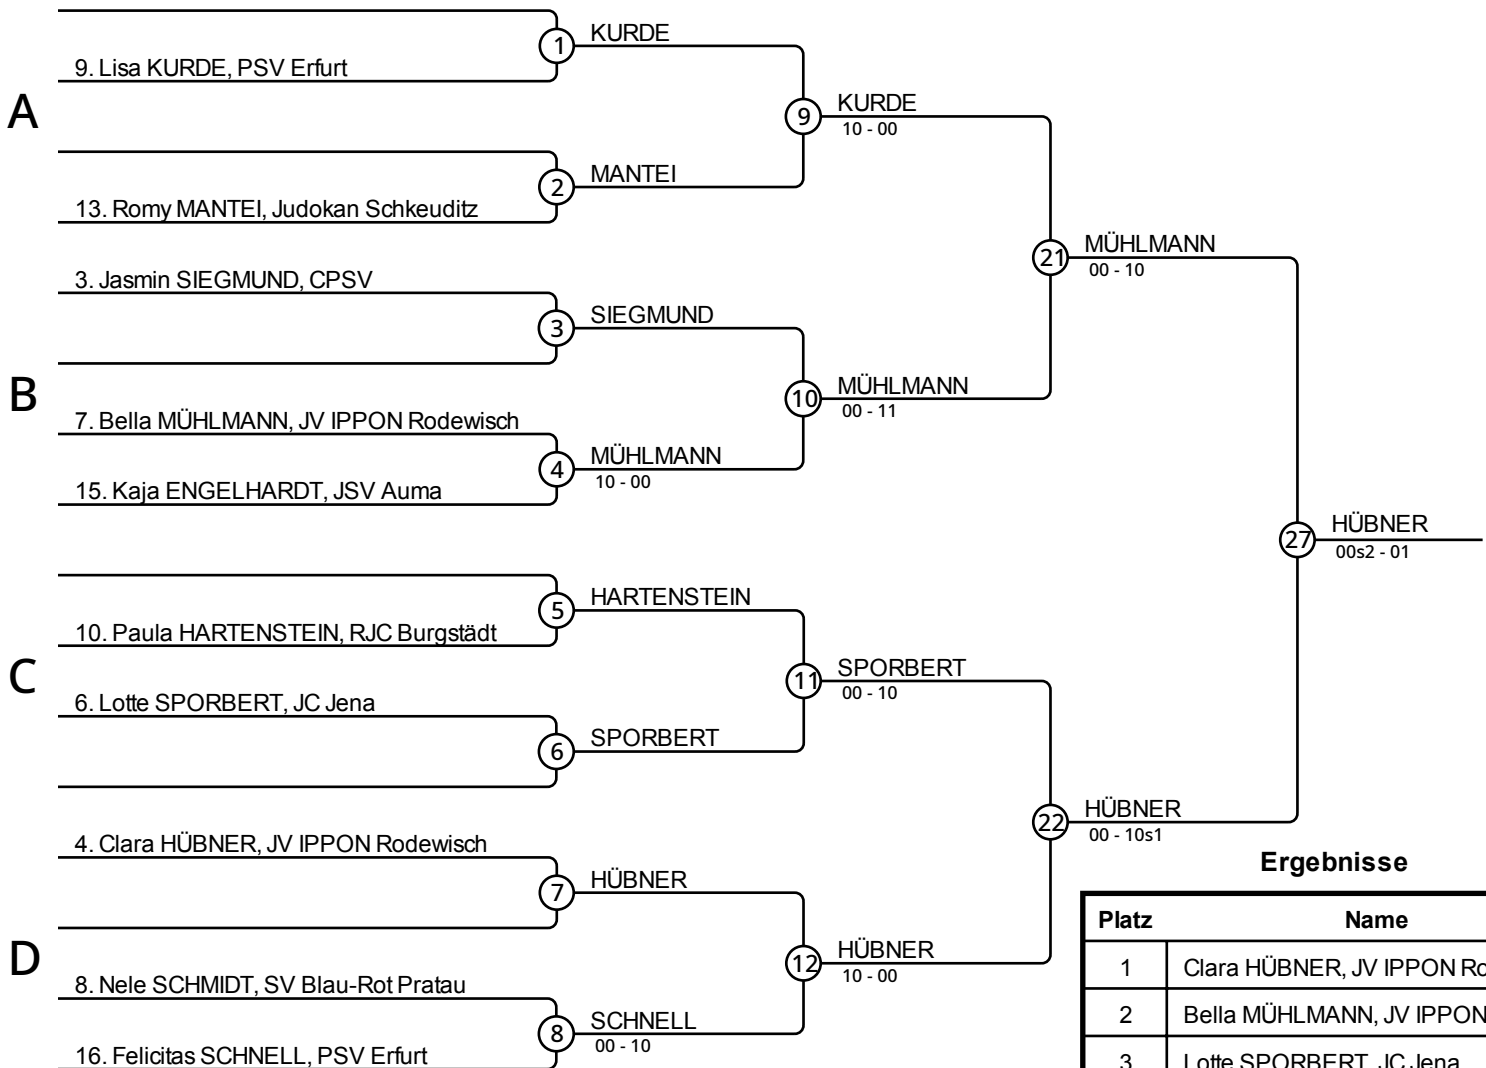 1
KURDE
9. Lisa KURDE, PSV Erfurt
A
9
KURDE
10 - 00
2
MANTEI
13. Romy MANTEI, Judokan Schkeuditz
21
MÜHLMANN
00 - 10
3. Jasmin SIEGMUND, CPSV
3
SIEGMUND
B
10
MÜHLMANN
00 - 11
7. Bella MÜHLMANN, JV IPPON Rodewisch
4
MÜHLMANN
10 - 00
15. Kaja ENGELHARDT, JSV Auma
27
HÜBNER
00s2 - 01
5
HARTENSTEIN
10. Paula HARTENSTEIN, RJC Burgstädt
C
11
SPORBERT
00 - 10
6. Lotte SPORBERT, JC Jena
6
SPORBERT
22
HÜBNER
00 - 10s1
4. Clara HÜBNER, JV IPPON Rodewisch
7
HÜBNER
D
12
HÜBNER
10 - 00
8. Nele SCHMIDT, SV Blau-Rot Pratau
8
SCHNELL
00 - 10
16. Felicitas SCHNELL, PSV Erfurt
Ergebnisse
Platz Name
1 Clara HÜBNER, JV IPPON
2 Bella MÜHLMANN, JV IPPON
3 Lotte SPORBERT, JC Jena